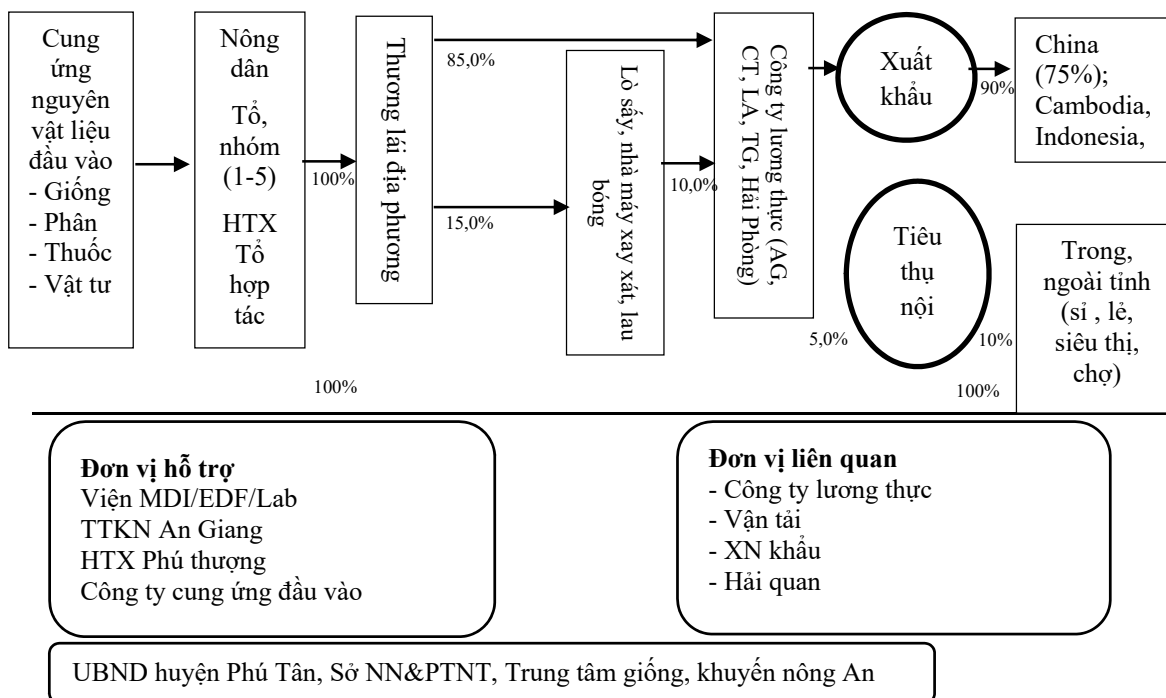 Cung
ứng
nguyên
vật liệu
đầu vào
- Giống
- Phân
- Thuốc
- Vật tư
Nông
dân
Tổ,
nhóm
(1-5)
HTX
Tổ
hợp
tác
100%
Thương lái địa phương
85,0%
15,0%
Lò sấy, nhà máy xay xát, lau
bóng
10,0%
Công ty lương thực (AG,
CT, LA, TG, Hải Phòng)
Xuất
khẩu
90%
China
(75%);
Cambodia,
Indonesia,
Tiêu
thụ
nội
5,0%
10%
Trong,
ngoài tỉnh
(sỉ , lẻ,
siêu thị,
chợ)
100%
100%
Đơn vị hỗ trợ
Viện MDI/EDF/Lab
TTKN An Giang
HTX Phú thượng
Công ty cung ứng đầu vào
Đơn vị liên quan
- Công ty lương thực
- Vận tải
- XN khẩu
- Hải quan
UBND huyện Phú Tân, Sở NN&PTNT, Trung tâm giống, khuyến nông An